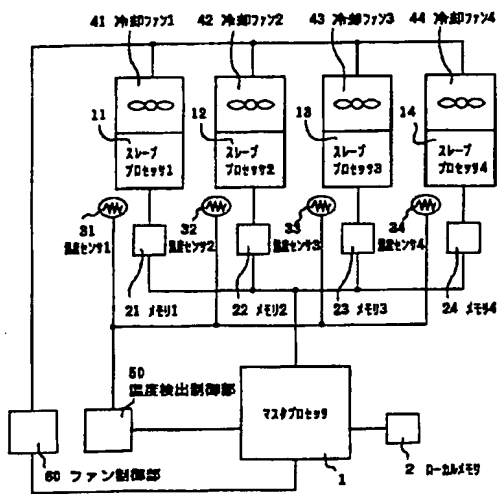 41 冷却ファン1 42 冷却ファン2 43 冷却ファン3 44 冷却ファン4
11 12 13 14
スレーブ プロセッサ1
スレーブ プロセッサ2
スレーブ プロセッサ3
スレーブ プロセッサ4
31 温度センサ1
32 温度センサ2
33 温度センサ3
34 温度センサ4
21 メモリ1 22 メモリ2 23 メモリ3 24 メモリ4
50
温度検出制御部
マスタプロセッサ
60 ファン制御部
1
2 ローカルメモリ